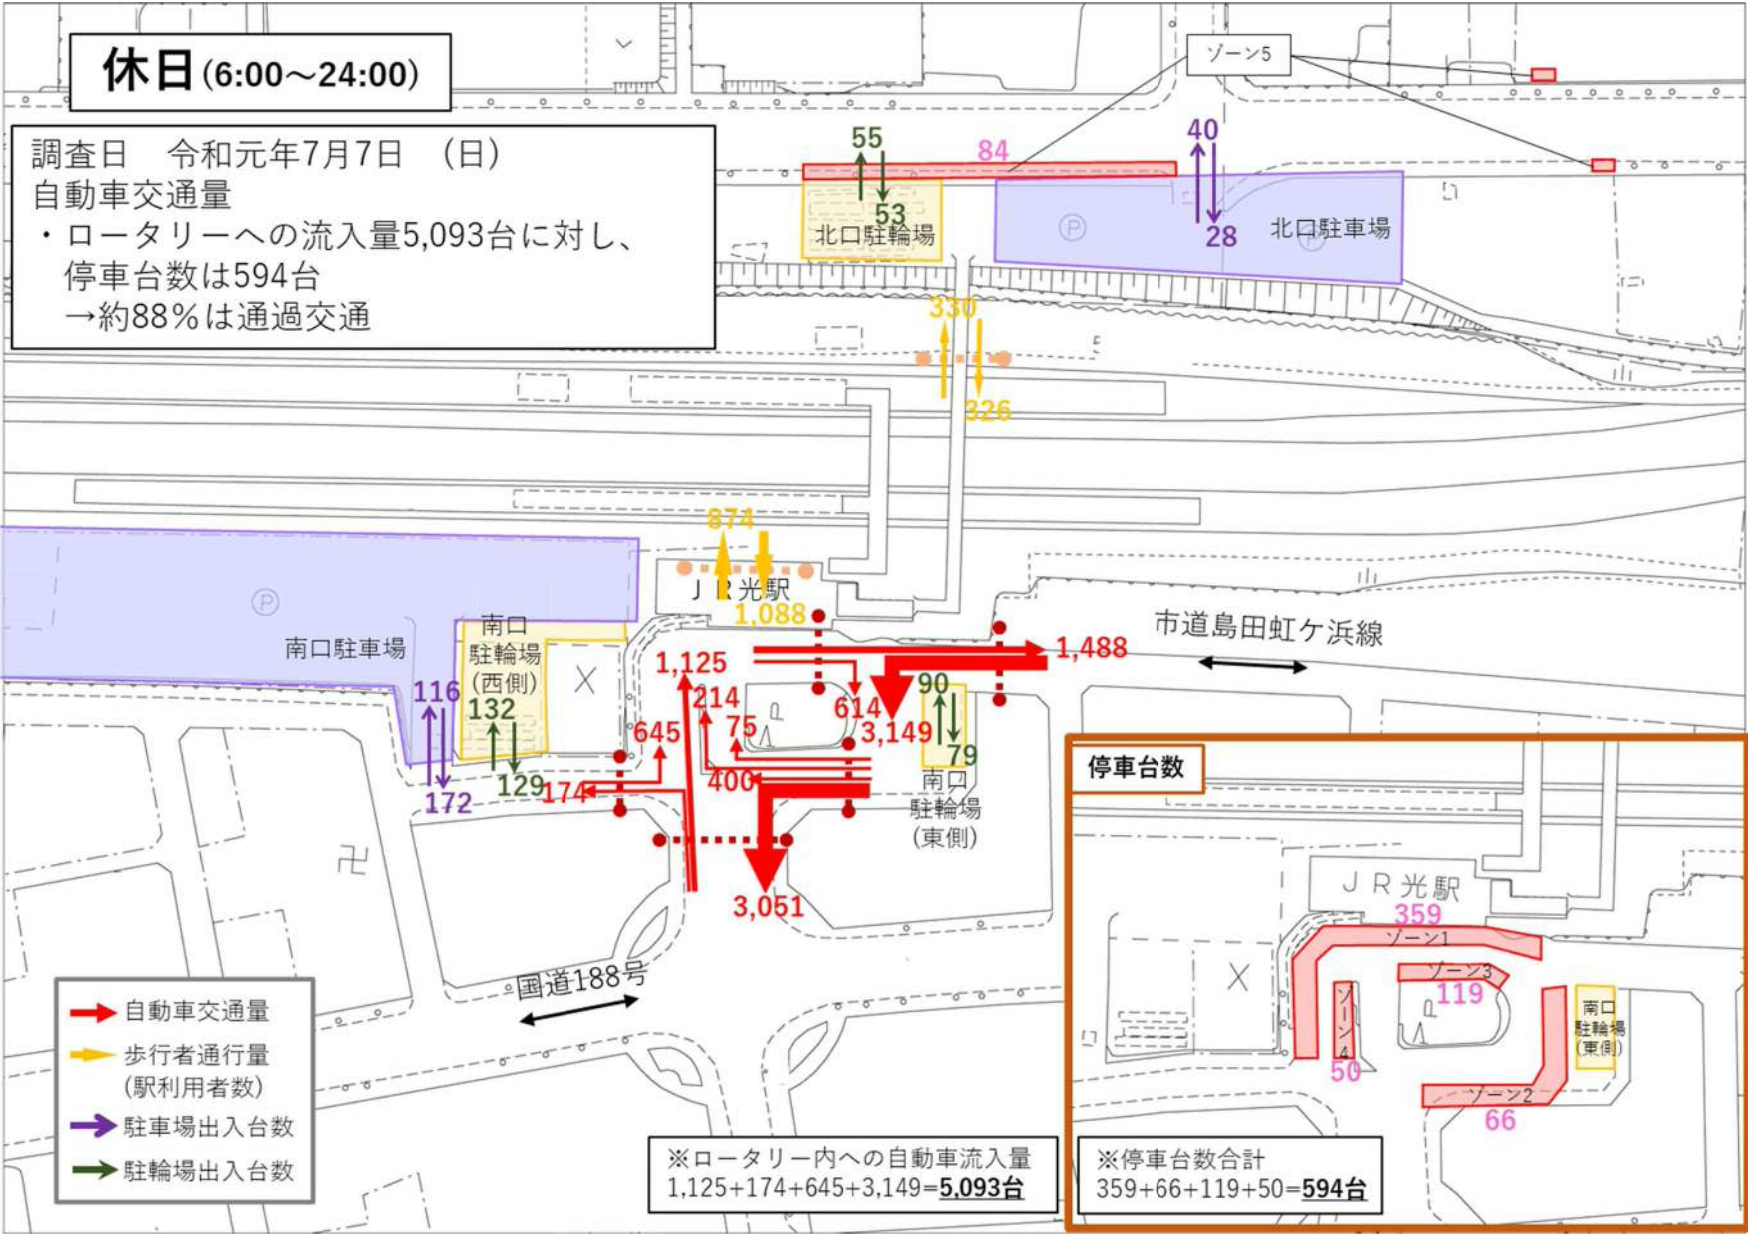 休日(6:00～24:00)
調査日　令和元年7月7日　（日）
自動車交通量
・ロータリーへの流入量5,093台に対し、
停車台数は594台
→約88％は通過交通
ゾーン5
55
84
40
53
28
北口駐輪場
北口駐車場
P
P
330
326
874
JR光駅
1,088
P
南口駐車場
南口
駐輪場
(西側)
市道島田虹ケ浜線
1,488
1,125
214
75
645
614
3,149
90
79
116
132
172
129
174
400
南口
駐輪場
(東側)
P
3,051
卍
国道188号
自動車交通量
歩行者通行量
(駅利用者数)
駐車場出入台数
駐輪場出入台数
※ロータリー内への自動車流入量
1,125+174+645+3,149=5,093台
停車台数
JR光駅
359
ゾーン1
ゾーン3
119
P
ゾーン4
50
ゾーン2
66
南口
駐輪場
(東側)
※停車台数合計
359+66+119+50=594台